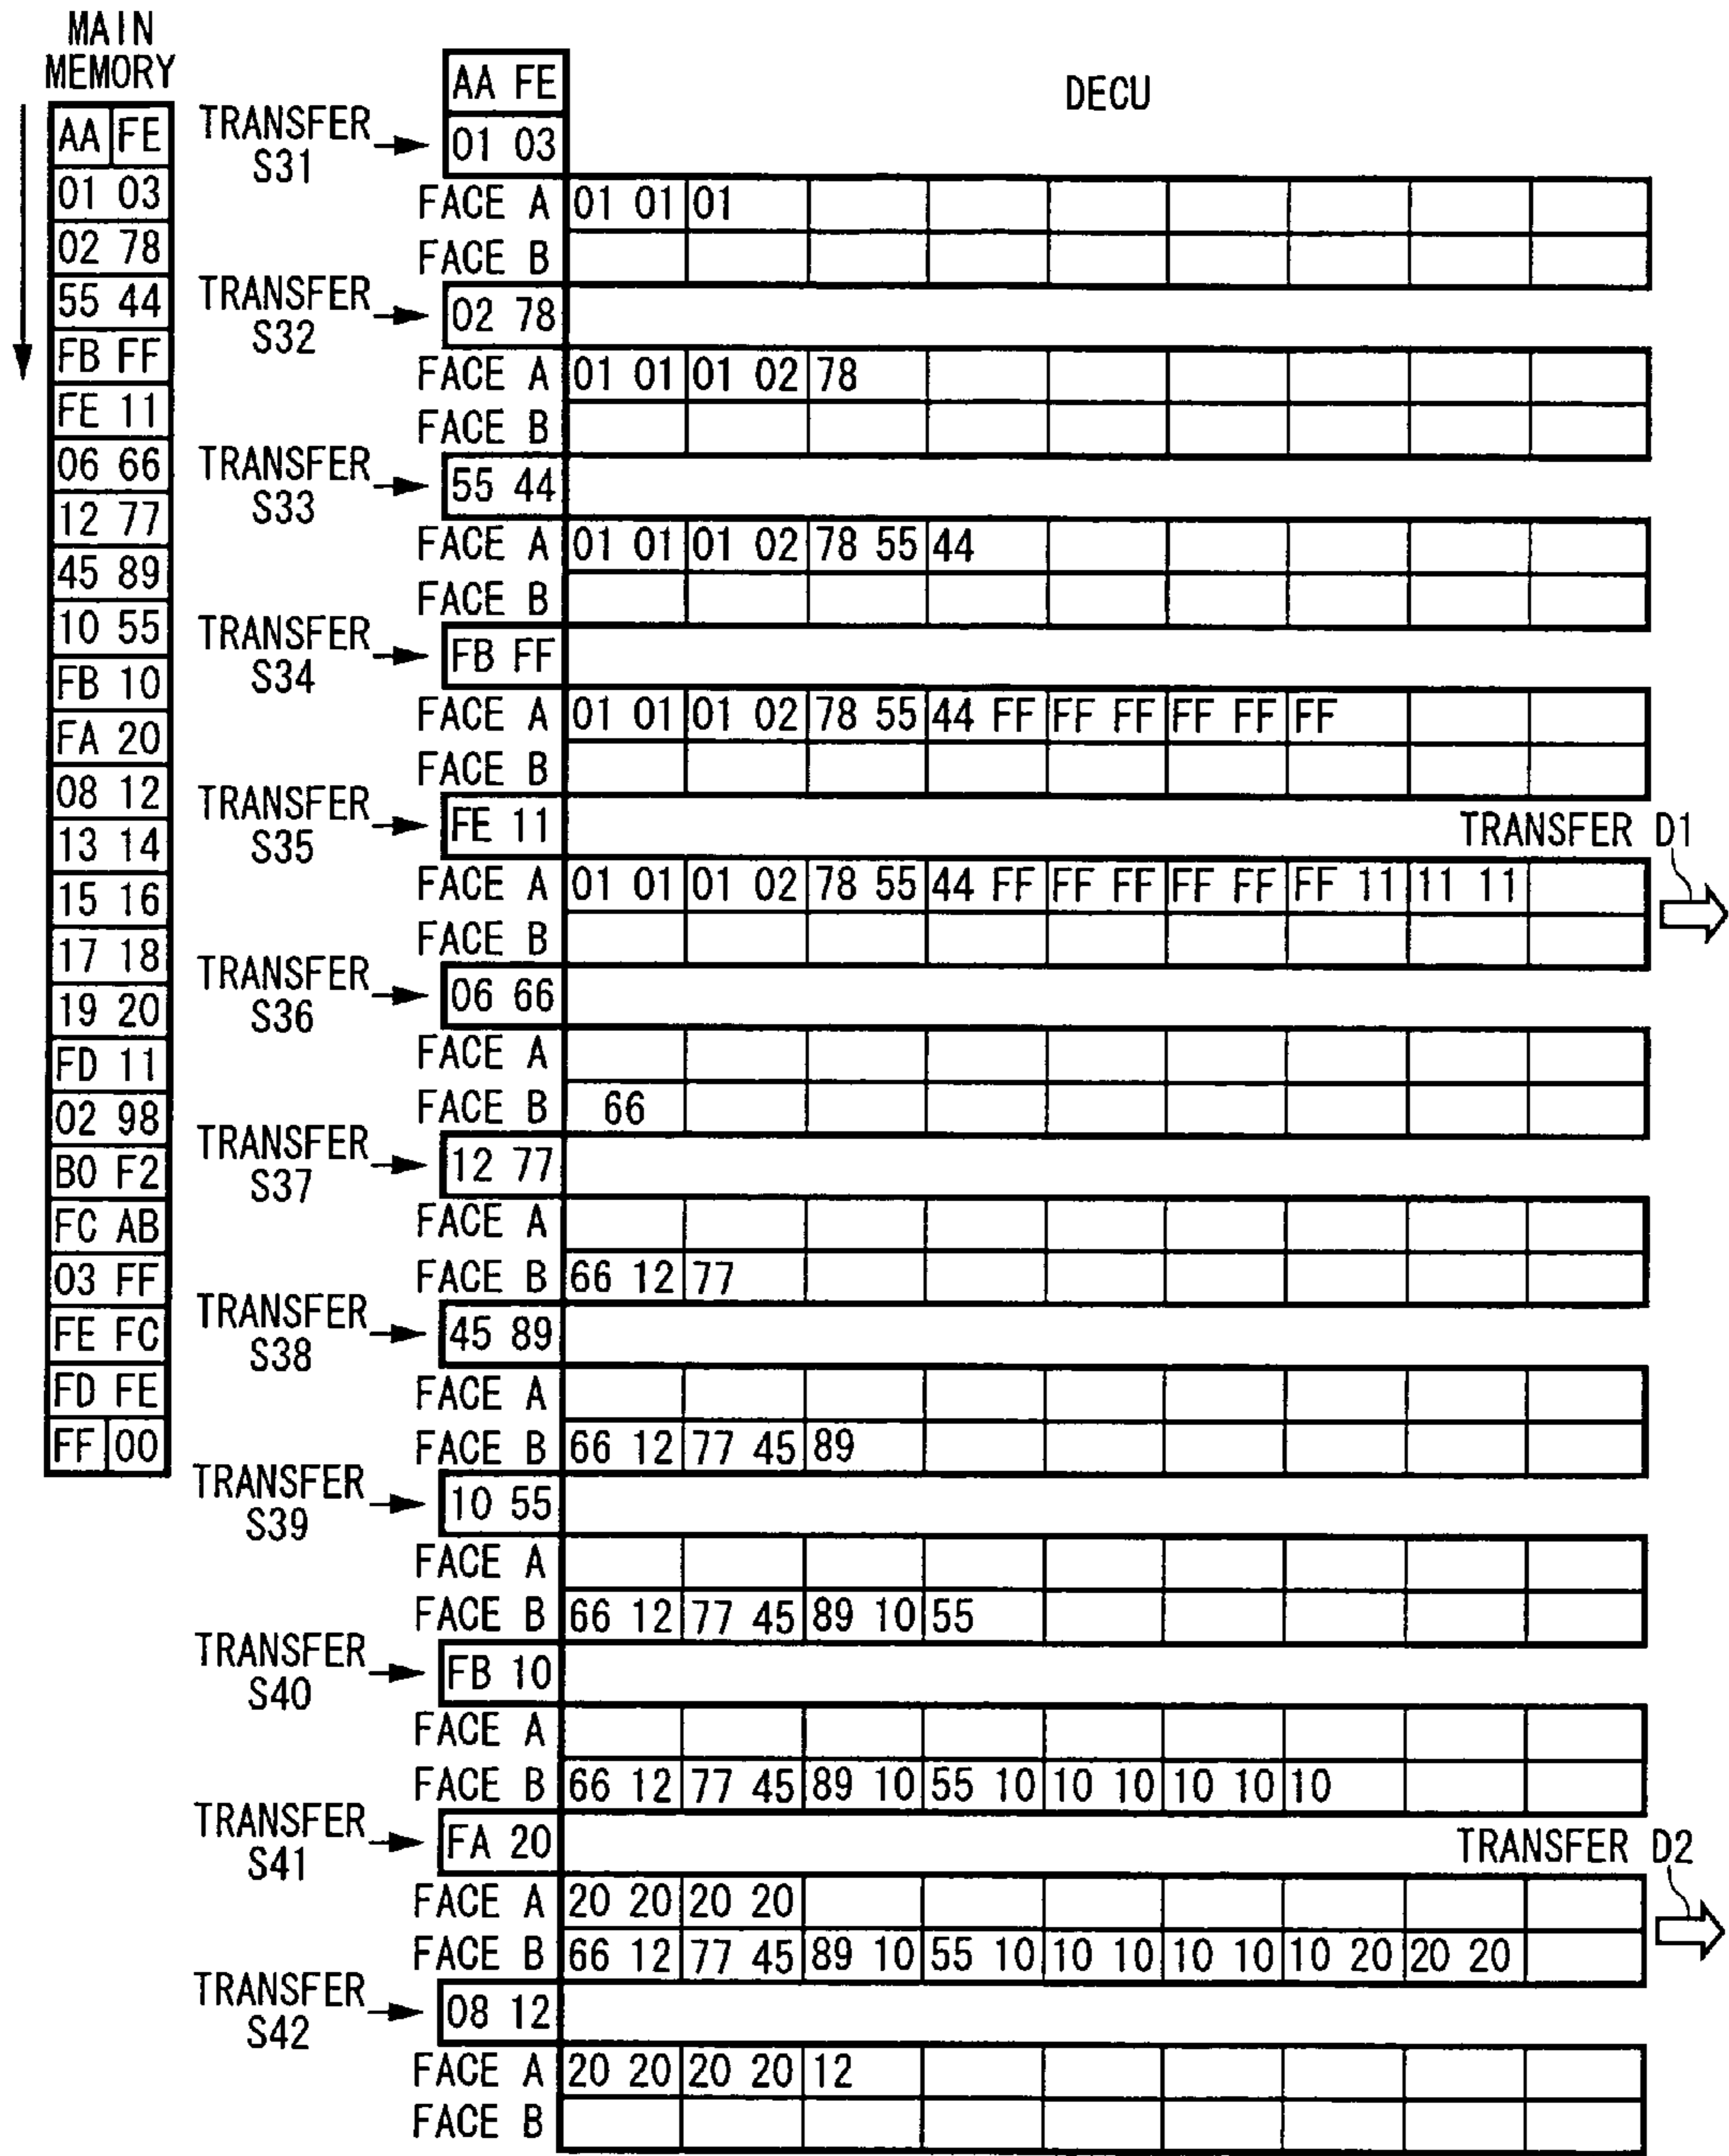 MAIN
MEMORY
AA FE
01 03
02 78
55 44
FB FF
FE 11
06 66
12 77
45 89
10 55
FB 10
FA 20
08 12
13 14
15 16
17 18
19 20
FD 11
02 98
B0 F2
FC AB
03 FF
FE FC
FD FE
FF 00
DECU
AA FE
TRANSFER S31
01 03
FACE A 01 01 01
FACE B
TRANSFER S32
02 78
FACE A 01 01 01 02 78
FACE B
TRANSFER S33
55 44
FACE A 01 01 01 02 78 55 44
FACE B
TRANSFER S34
FB FF
FACE A 01 01 01 02 78 55 44 FF FF FF FF FF FF
FACE B
TRANSFER S35
FE 11
TRANSFER D1
FACE A 01 01 01 02 78 55 44 FF FF FF FF FF FF 11 11 11
FACE B
TRANSFER S36
06 66
FACE A
FACE B 66
TRANSFER S37
12 77
FACE A
FACE B 66 12 77
TRANSFER S38
45 89
FACE A
FACE B 66 12 77 45 89
TRANSFER S39
10 55
FACE A
FACE B 66 12 77 45 89 10 55
TRANSFER S40
FB 10
FACE A
FACE B 66 12 77 45 89 10 55 10 10 10 10 10 10
TRANSFER S41
FA 20
TRANSFER D2
FACE A 20 20 20 20
FACE B 66 12 77 45 89 10 55 10 10 10 10 10 10 20 20 20
TRANSFER S42
08 12
FACE A 20 20 20 20 12
FACE B